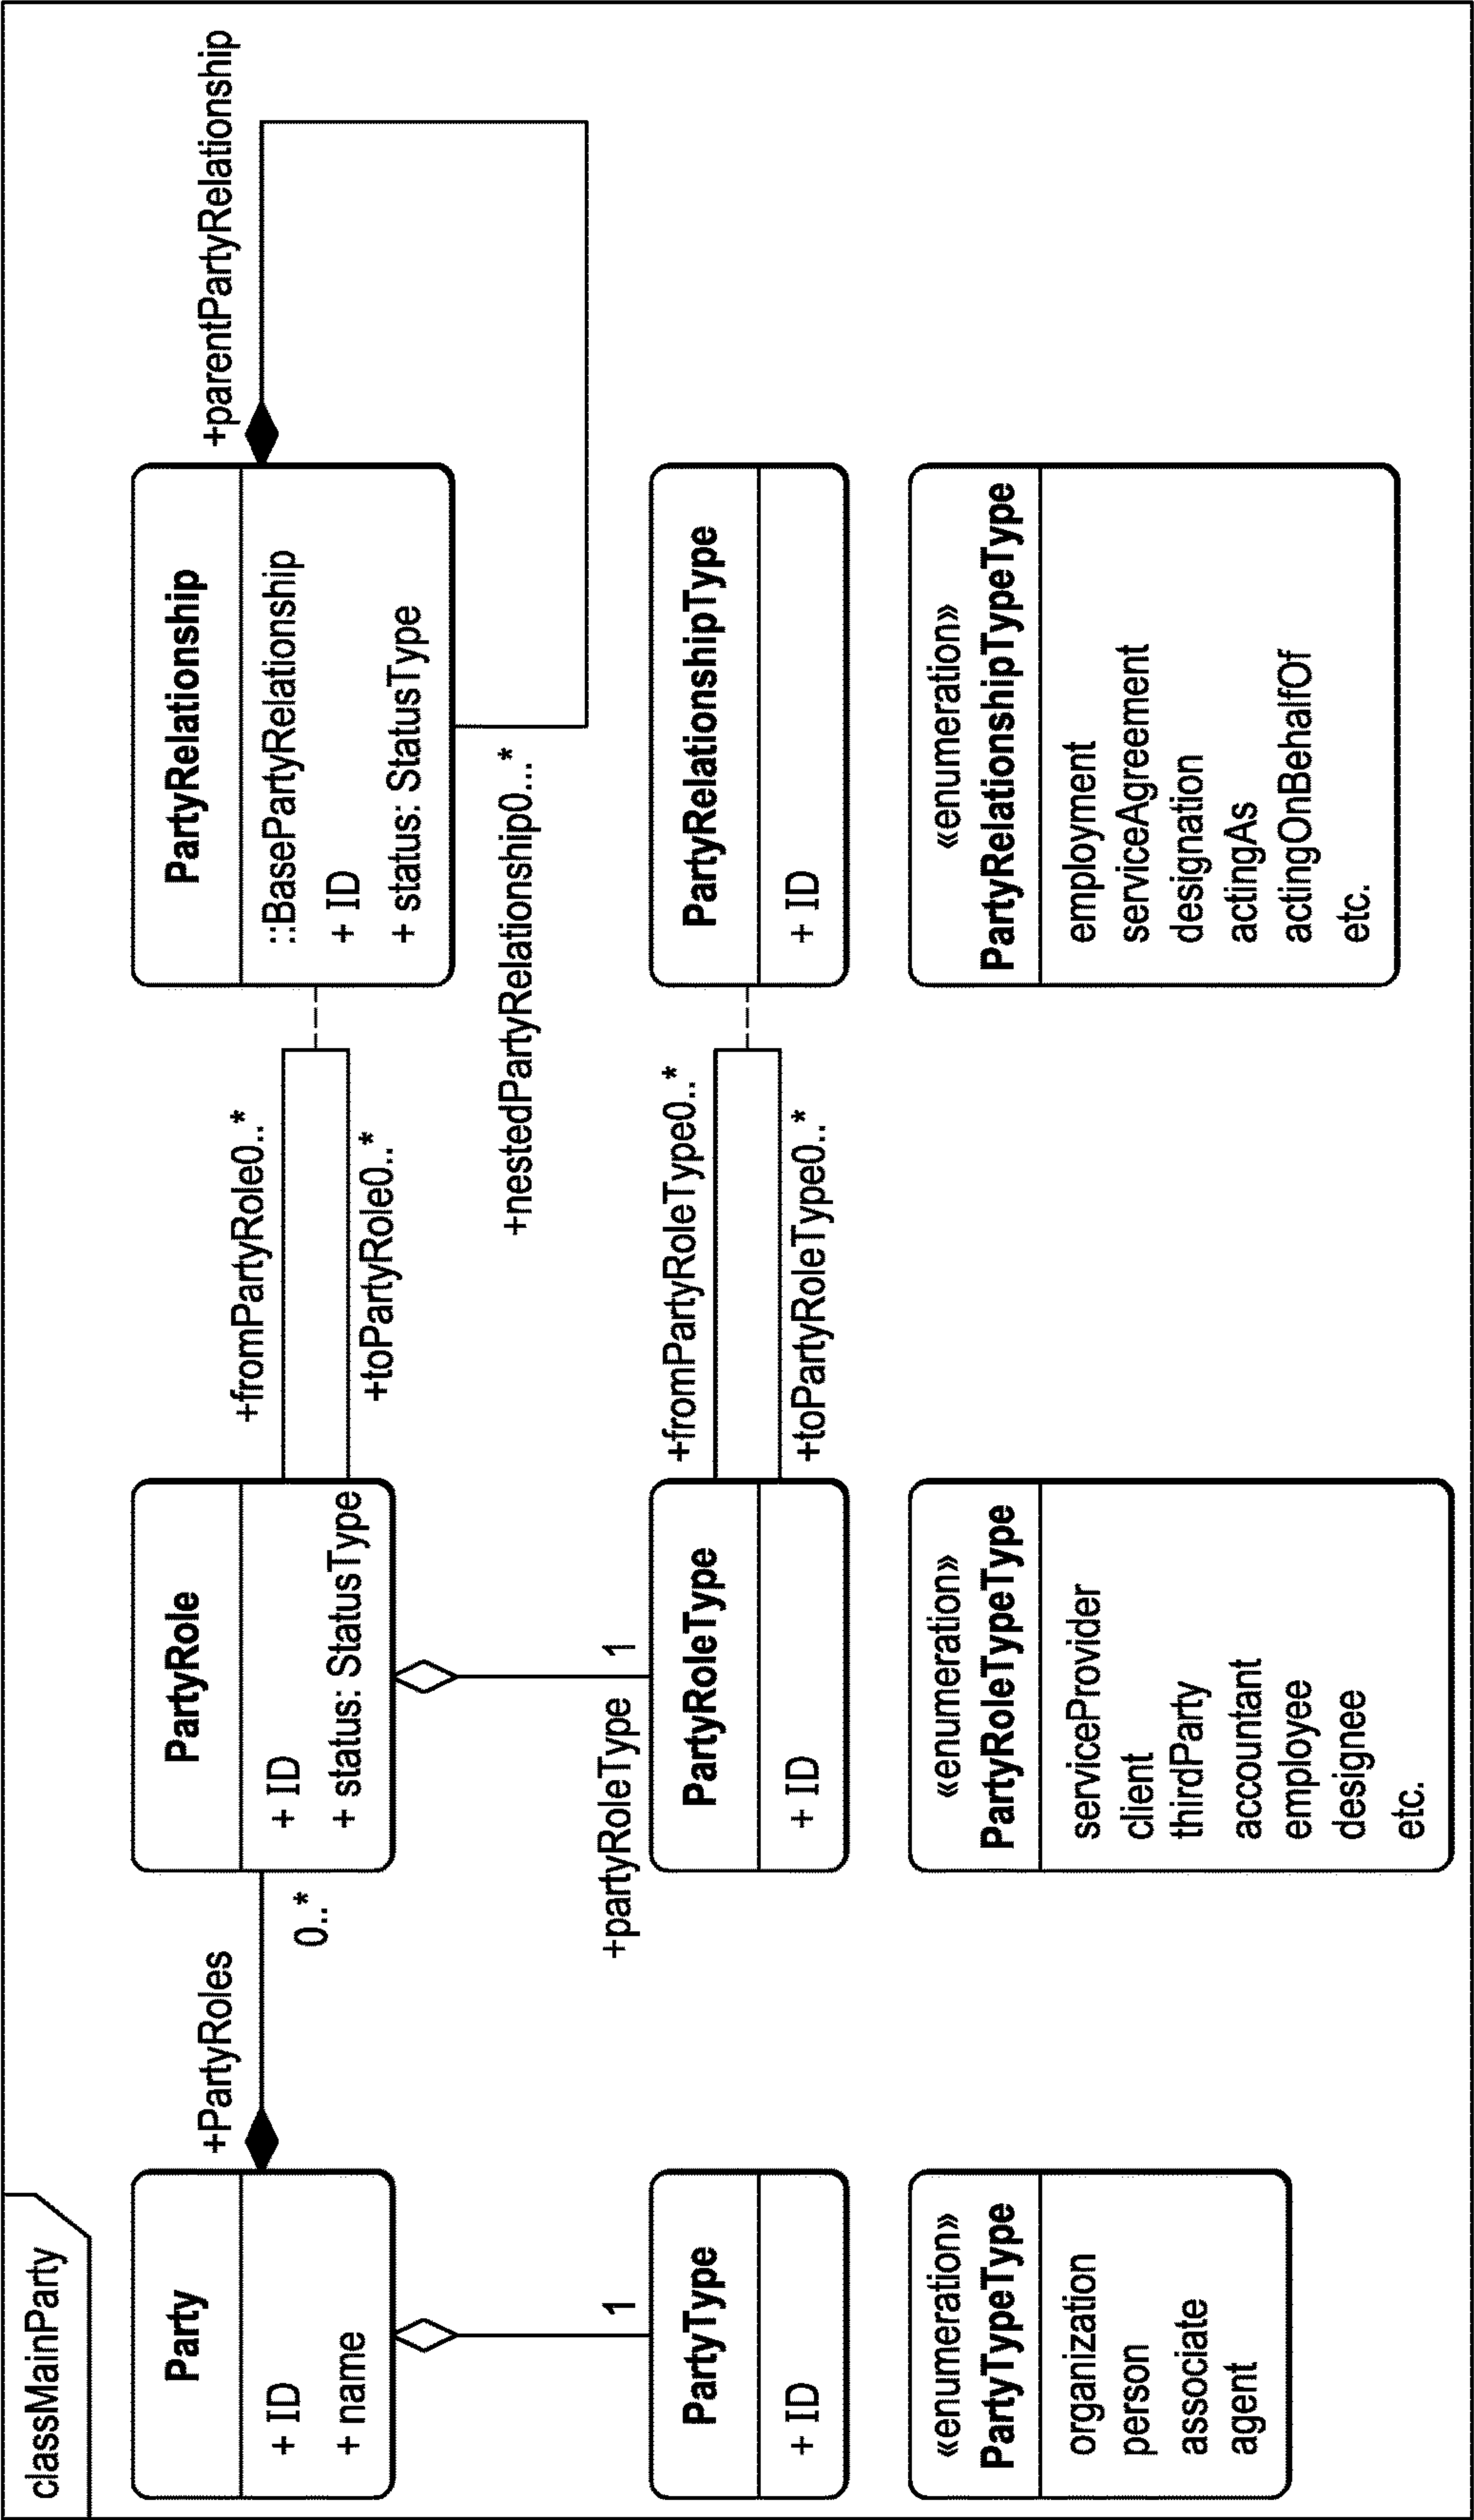 classMainParty
Party
+ ID
+ name
+PartyRoles
0..*
PartyRole
+ ID
+ status: StatusType
+fromPartyRole0..*
+toPartyRole0..*
PartyRelationship
::BasePartyRelationship
+ ID
+ status: StatusType
+parentPartyRelationship
+nestedPartyRelationship0...*
1
+partyRoleType
1
PartyType
+ ID
PartyRoleType
+ ID
+fromPartyRoleType0..*
+toPartyRoleType0..*
PartyRelationshipType
+ ID
«enumeration»
PartyTypeType
organization
person
associate
agent
«enumeration»
PartyRoleTypeType
serviceProvider
client
thirdParty
accountant
employee
designee
etc.
«enumeration»
PartyRelationshipTypeType
employment
serviceAgreement
designation
actingAs
actingOnBehalfOf
etc.